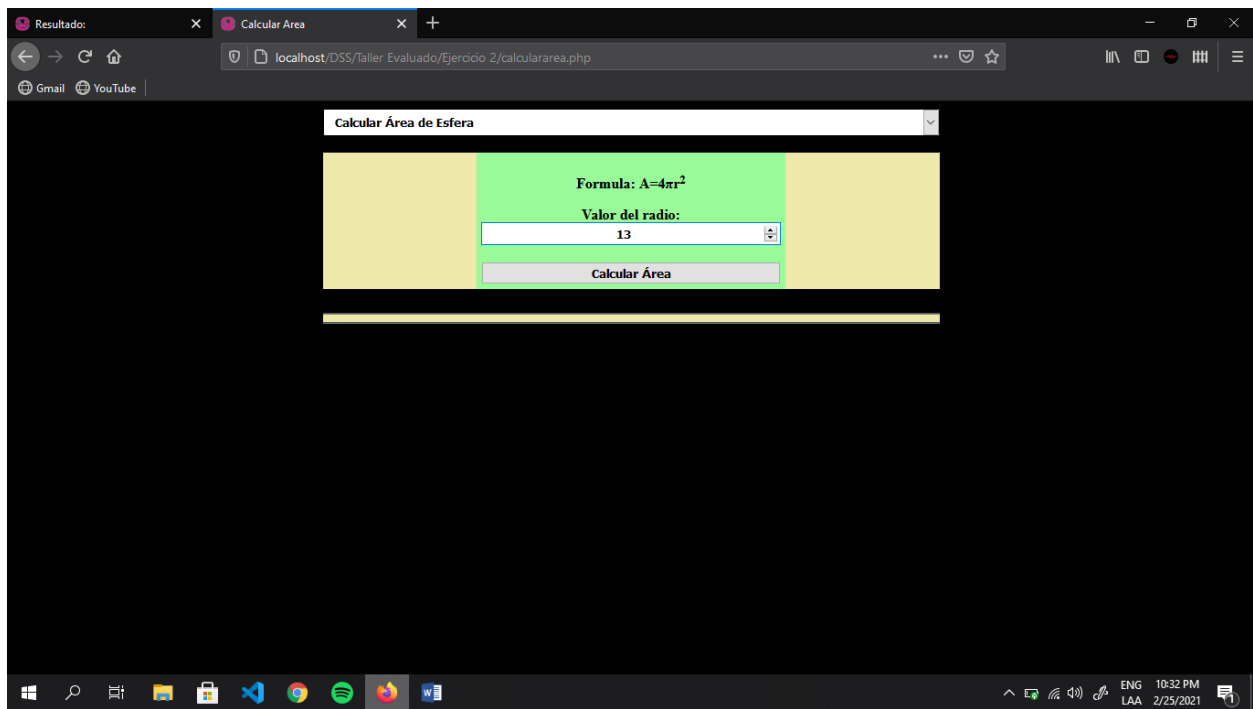 Resultado:
Calcular Area
localhost/DSS/Taller Evaluado/Ejercicio 2/calculararea.php
Gmail
YouTube
Calcular Área de Esfera
Formula: A=4πr²
Valor del radio:
13
Calcular Área
ENG 10:32 PM
LAA 2/25/2021
1